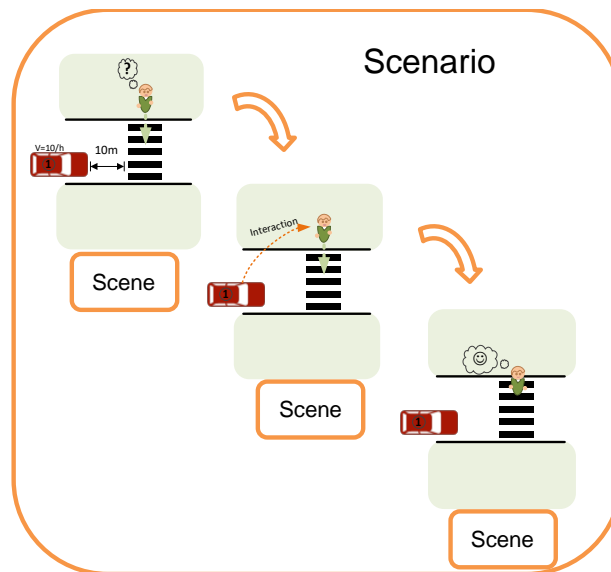 Scenario
?
V=10/h
10m
1
Scene
Interaction
1
Scene
1
Scene